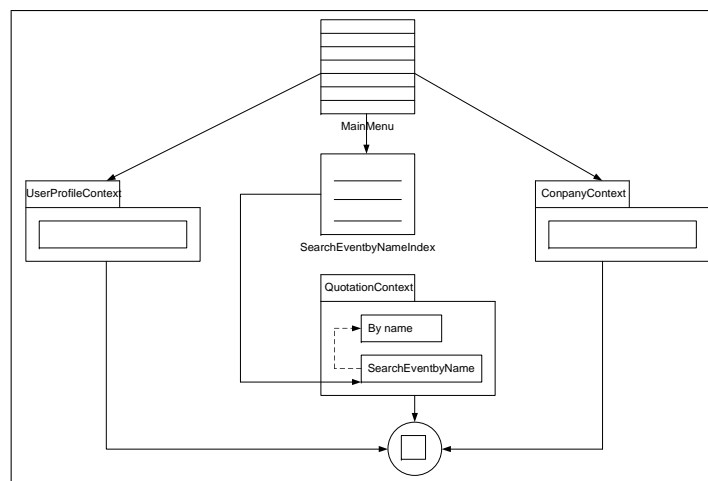 MainMenu
UserProfileContext
ConpanyContext
SearchEventbyNameIndex
QuotationContext
By name
SearchEventbyName